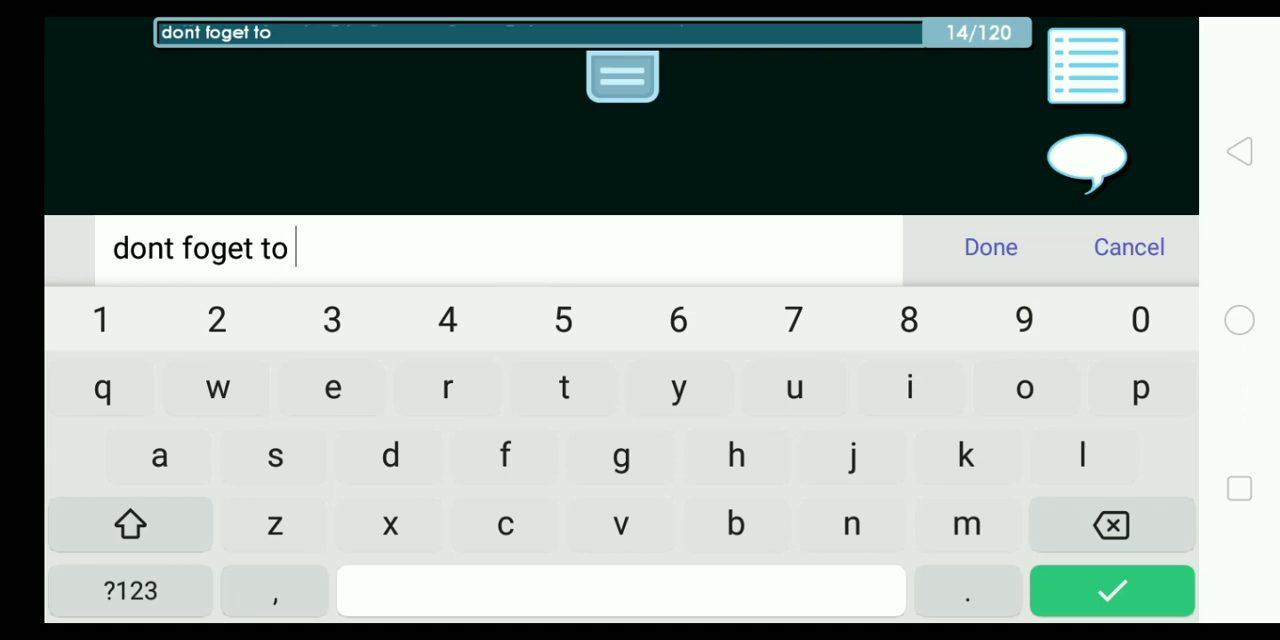 dont foget to
14/120
dont foget to
Done
Cancel
1 2 3 4 5 6 7 8 9 0
q w e r t y u i o p
a s d f g h j k l
z x c v b n m
?123 , .